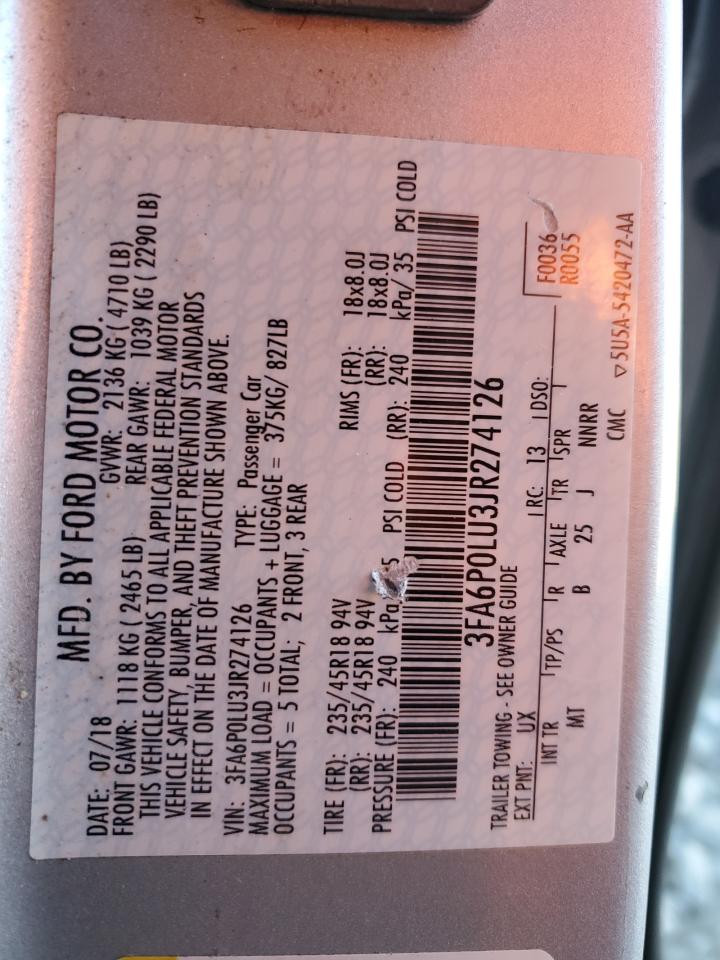 MFD. BY FORD MOTOR CO.
DATE: 07/18 GVWR: 2136 KG ( 4710 LB)
FRONT GAWR: 1118 KG ( 2465 LB) REAR GAWR: 1039 KG ( 2290 LB)
THIS VEHICLE CONFORMS TO ALL APPLICABLE FEDERAL MOTOR
VEHICLE SAFETY, BUMPER, AND THEFT PREVENTION STANDARDS
IN EFFECT ON THE DATE OF MANUFACTURE SHOWN ABOVE.
VIN: 3FA6P0LU3JR274126 TYPE: Passenger Car
MAXIMUM LOAD = OCCUPANTS + LUGGAGE = 375KG/ 827LB
OCCUPANTS = 5 TOTAL; 2 FRONT, 3 REAR
TIRE (FR): 235/45R18 94V RIMS (FR): 18x8.0J
(RR): 235/45R18 94V (RR): 18x8.0J
PRESSURE (FR): 240 kPa/ 5 PSI COLD (RR): 240 kPa/ 35 PSI COLD
3FA6P0LU3JR274126
TRAILER TOWING - SEE OWNER GUIDE
EXT PNT: UX RC: 13 DSO: F0036
R0055
INT TR TP/PS R AXLE TR SPR
MT B 25 J NNRR
CMC ▽5U5A-5420472-AA